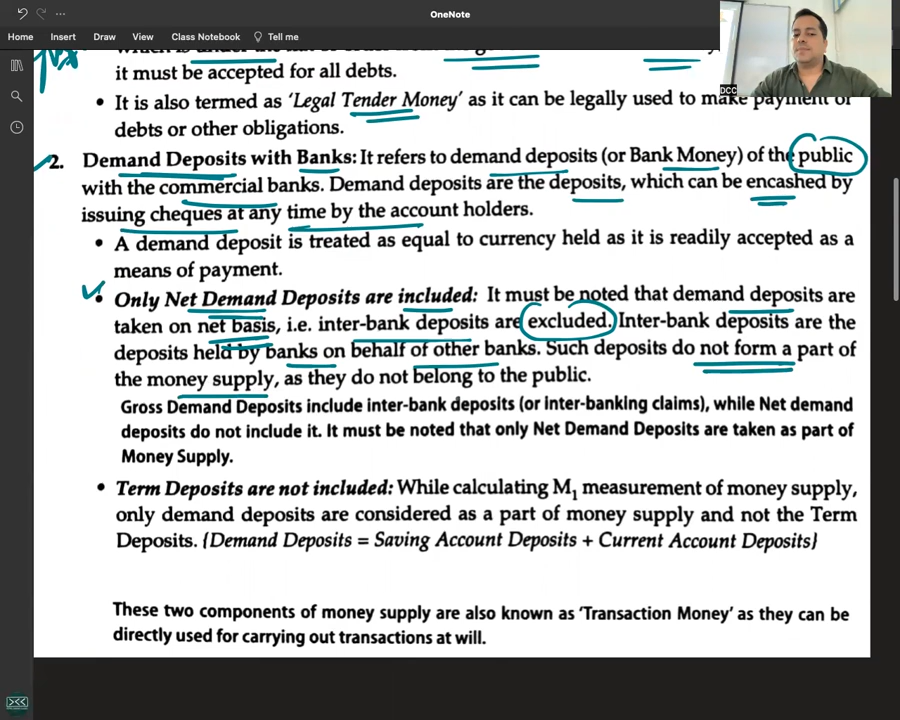 OneNote
Home Insert Draw View Class Notebook Tell me
it must be accepted for all debts.
• It is also termed as 'Legal Tender Money' as it can be legally used to make payment of
debts or other obligations.
2. Demand Deposits with Banks: It refers to demand deposits (or Bank Money) of the public
with the commercial banks. Demand deposits are the deposits, which can be encashed by
issuing cheques at any time by the account holders.
• A demand deposit is treated as equal to currency held as it is readily accepted as a
means of payment.
• Only Net Demand Deposits are included: It must be noted that demand deposits are
taken on net basis, i.e. inter-bank deposits are excluded. Inter-bank deposits are the
deposits held by banks on behalf of other banks. Such deposits do not form a part of
the money supply, as they do not belong to the public.
Gross Demand Deposits include inter-bank deposits (or inter-banking claims), while Net demand
deposits do not include it. It must be noted that only Net Demand Deposits are taken as part of
Money Supply.
• Term Deposits are not included: While calculating M₁ measurement of money supply,
only demand deposits are considered as a part of money supply and not the Term
Deposits. {Demand Deposits = Saving Account Deposits + Current Account Deposits}
These two components of money supply are also known as 'Transaction Money' as they can be
directly used for carrying out transactions at will.
DCC